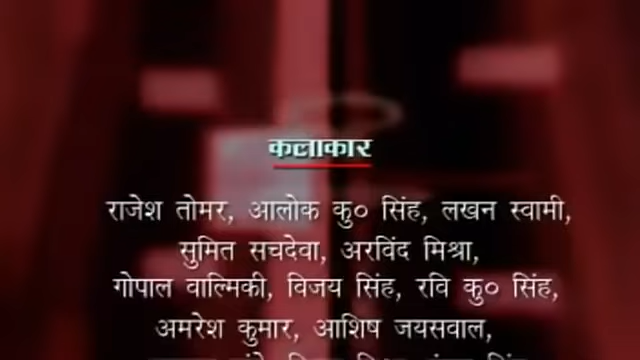 कलाकार
राजेश तोमर, आलोक कु० सिंह, लखन स्वामी,
सुमित सचदेवा, अरविंद मिश्रा,
गोपाल वाल्मिकी, विजय सिंह, रवि कु० सिंह,
अमरेश कुमार, आशिष जयसवाल,